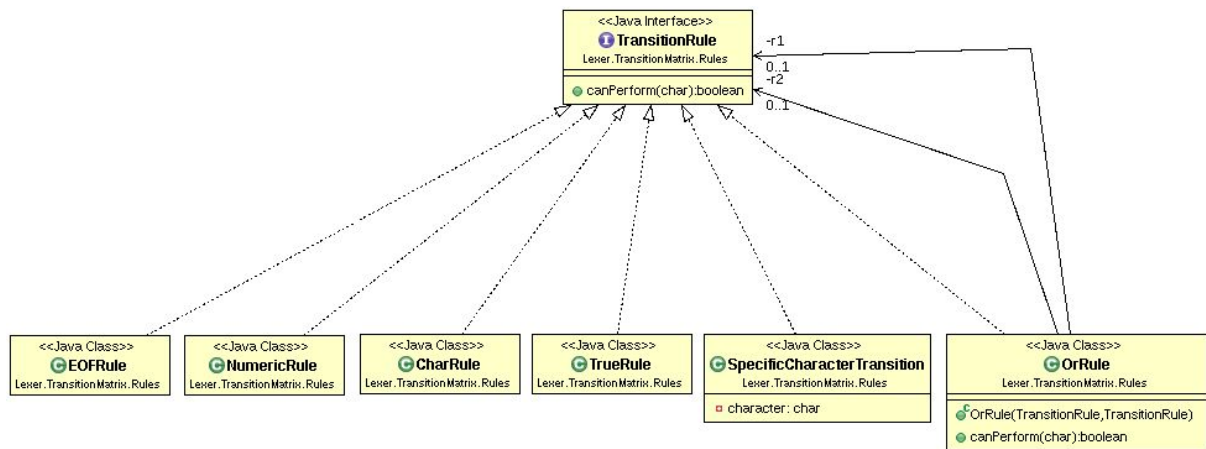 <<Java Interface>>
TransitionRule
Lexer.TransitionMatrix.Rules
canPerform(char):boolean
-r1
0..1
-r2
0..1
<<Java Class>>
EOFRule
Lexer.TransitionMatrix.Rules
<<Java Class>>
NumericRule
Lexer.TransitionMatrix.Rules
<<Java Class>>
CharRule
Lexer.TransitionMatrix.Rules
<<Java Class>>
TrueRule
Lexer.TransitionMatrix.Rules
<<Java Class>>
SpecificCharacterTransition
Lexer.TransitionMatrix.Rules
character: char
<<Java Class>>
OrRule
Lexer.TransitionMatrix.Rules
OrRule(TransitionRule,TransitionRule)
canPerform(char):boolean